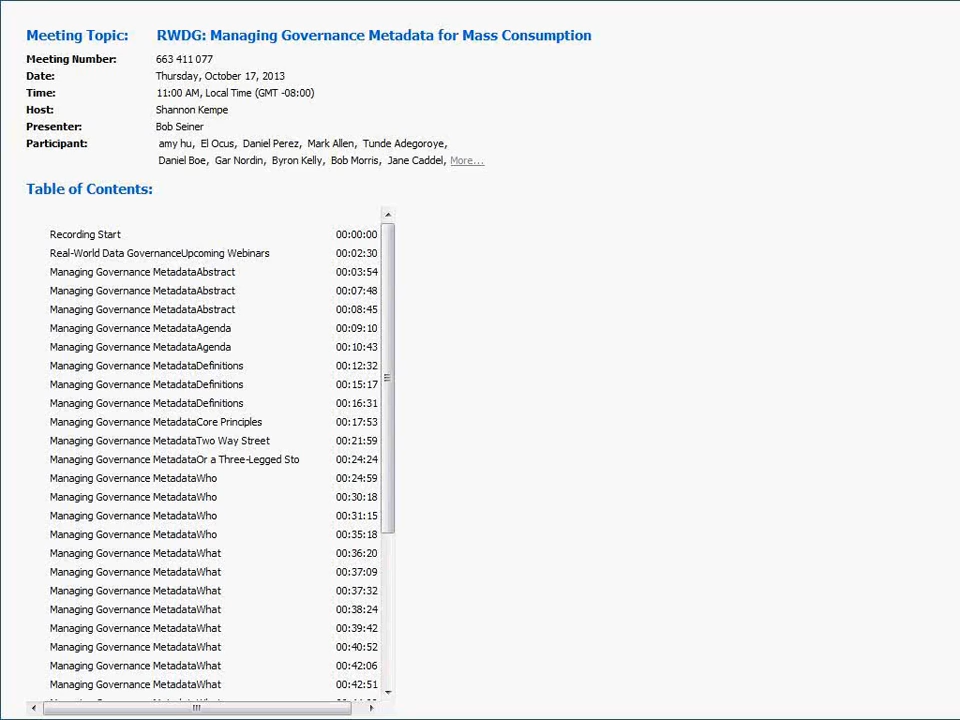 Meeting Topic: RWDG: Managing Governance Metadata for Mass Consumption
Meeting Number: 663 411 077
Date: Thursday, October 17, 2013
Time: 11:00 AM, Local Time (GMT -08:00)
Host: Shannon Kempe
Presenter: Bob Seiner
Participant: amy hu, El Ocus, Daniel Perez, Mark Allen, Tunde Adegoroye,
Daniel Boe, Gar Nordin, Byron Kelly, Bob Morris, Jane Caddel, More...
Table of Contents:
Recording Start 00:00:00
Real-World Data GovernanceUpcoming Webinars 00:02:30
Managing Governance MetadataAbstract 00:03:54
Managing Governance MetadataAbstract 00:07:48
Managing Governance MetadataAbstract 00:08:45
Managing Governance MetadataAgenda 00:09:10
Managing Governance MetadataAgenda 00:10:43
Managing Governance MetadataDefinitions 00:12:32
Managing Governance MetadataDefinitions 00:15:17
Managing Governance MetadataDefinitions 00:16:31
Managing Governance MetadataCore Principles 00:17:53
Managing Governance MetadataTwo Way Street 00:21:59
Managing Governance MetadataOr a Three-Legged Sto 00:24:24
Managing Governance MetadataWho 00:24:59
Managing Governance MetadataWho 00:30:18
Managing Governance MetadataWho 00:31:15
Managing Governance MetadataWho 00:35:18
Managing Governance MetadataWhat 00:36:20
Managing Governance MetadataWhat 00:37:09
Managing Governance MetadataWhat 00:37:32
Managing Governance MetadataWhat 00:38:24
Managing Governance MetadataWhat 00:39:42
Managing Governance MetadataWhat 00:40:52
Managing Governance MetadataWhat 00:42:06
Managing Governance MetadataWhat 00:42:51